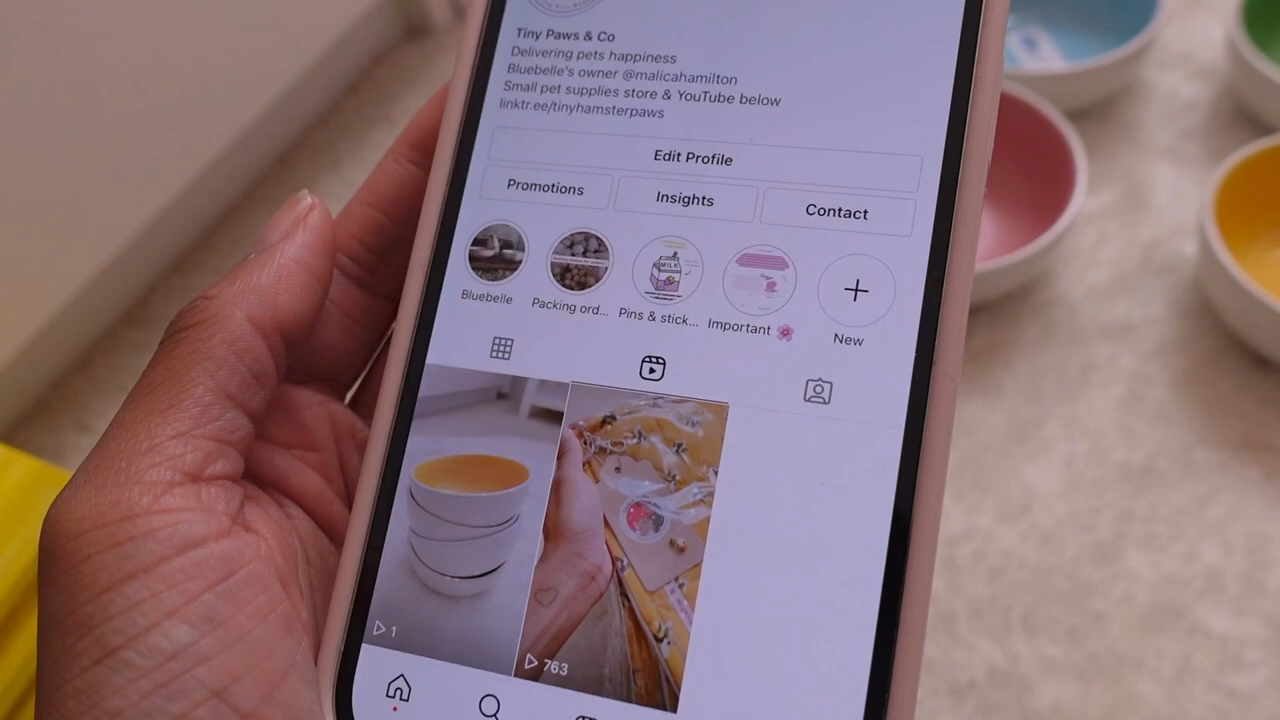 Tiny Paws & Co
Delivering pets happiness
Bluebelle's owner @malicahamilton
Small pet supplies store & YouTube below
linktr.ee/tinyhamsterpaws
Edit Profile
Promotions Insights Contact
MILK
Bluebelle Packing ord... Pins & stick... Important 🌸 New
1
763